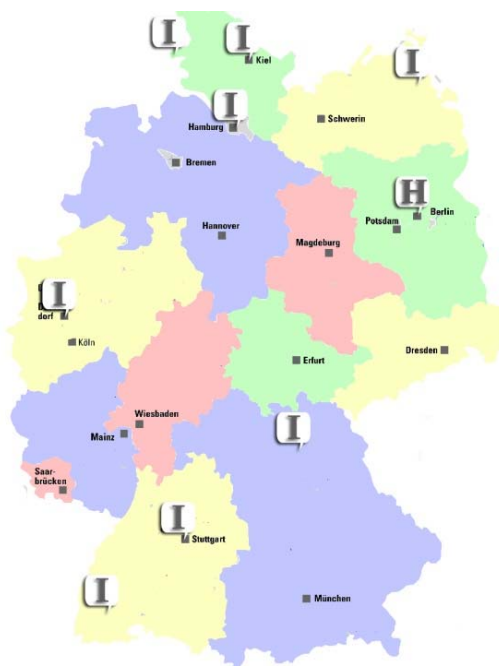 I
I
Kiel
I
I
Hamburg
Schwerin
Bremen
H
Berlin
Potsdam
Hannover
Magdeburg
I
dorf
Köln
Dresden
Erfurt
Wiesbaden
Mainz
I
Saar-
brücken
I
Stuttgart
I
München